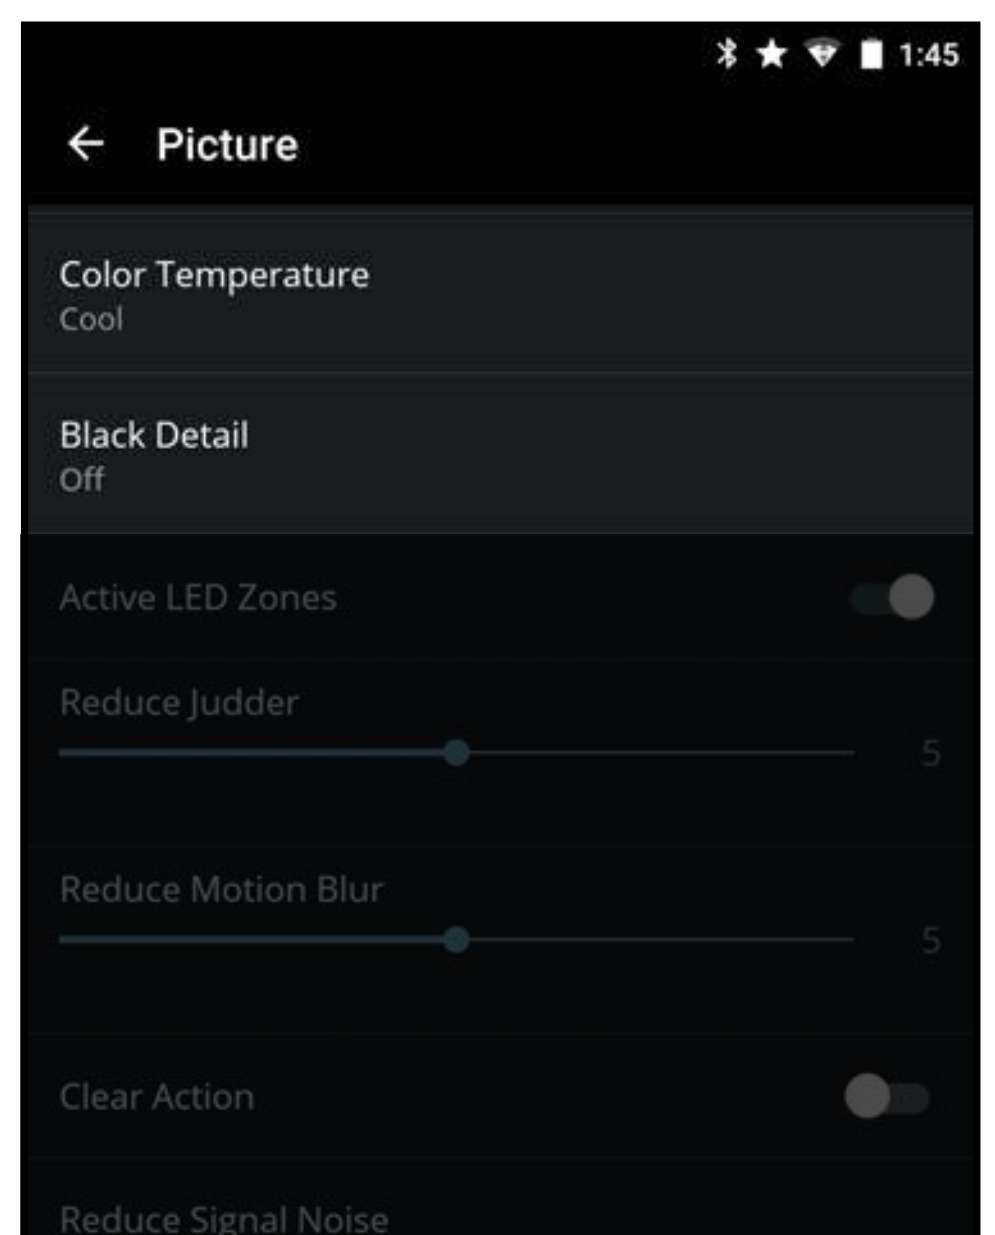 1:45
Picture
Color Temperature
Cool
Black Detail
Off
Active LED Zones
Reduce Judder
5
Reduce Motion Blur
5
Clear Action
Reduce Signal Noise